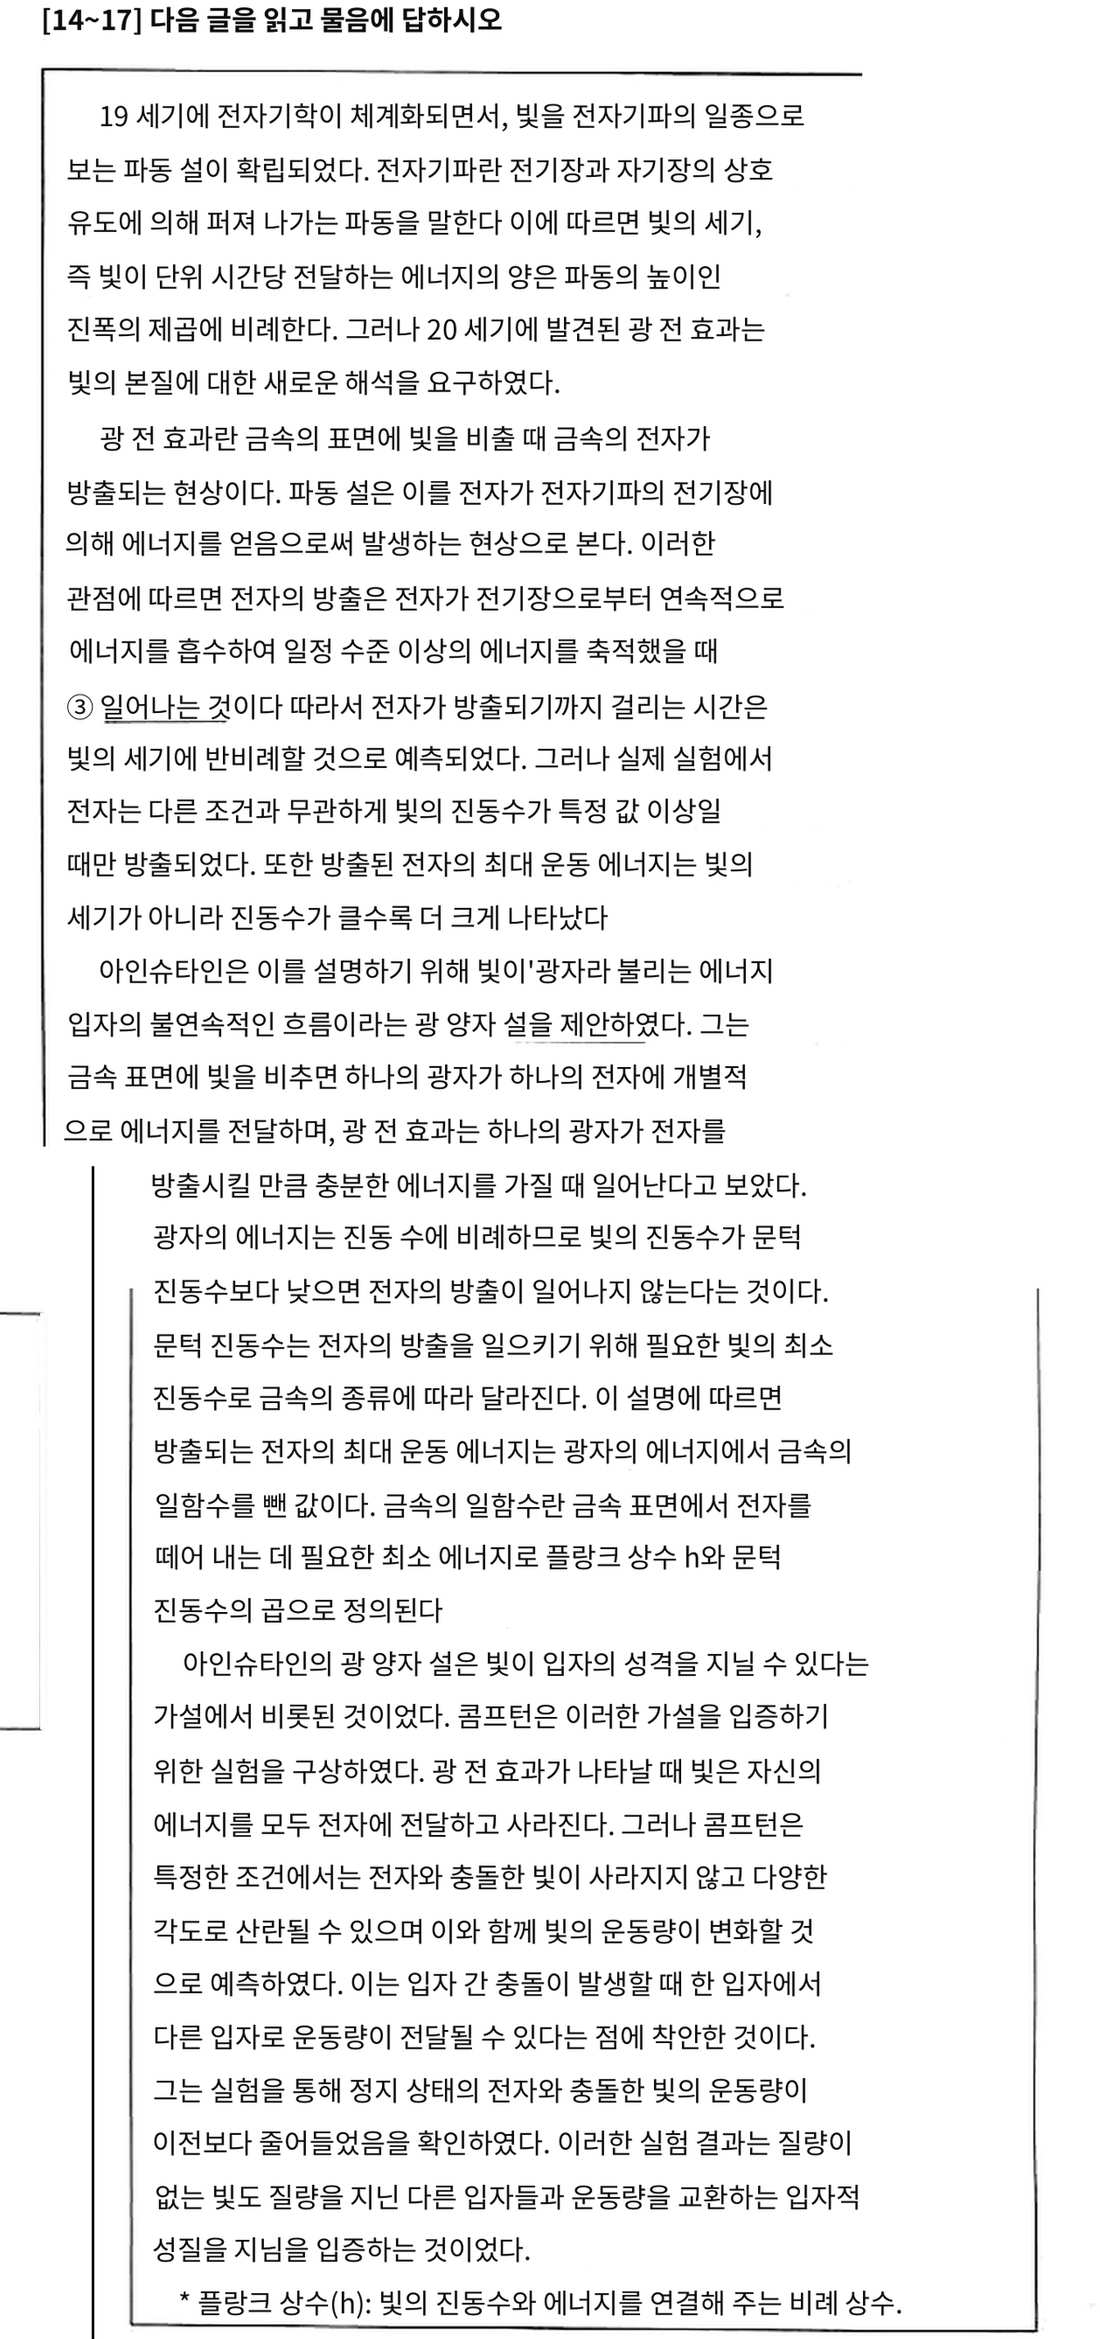 [14~17] 다음 글을 읽고 물음에 답하시오
19 세기에 전자기학이 체계화되면서, 빛을 전자기파의 일종으로
보는 파동 설이 확립되었다. 전자기파란 전기장과 자기장의 상호
유도에 의해 퍼져 나가는 파동을 말한다 이에 따르면 빛의 세기,
즉 빛이 단위 시간당 전달하는 에너지의 양은 파동의 높이인
진폭의 제곱에 비례한다. 그러나 20 세기에 발견된 광 전 효과는
빛의 본질에 대한 새로운 해석을 요구하였다.
광 전 효과란 금속의 표면에 빛을 비출 때 금속의 전자가
방출되는 현상이다. 파동 설은 이를 전자가 전자기파의 전기장에
의해 에너지를 얻음으로써 발생하는 현상으로 본다. 이러한
관점에 따르면 전자의 방출은 전자가 전기장으로부터 연속적으로
에너지를 흡수하여 일정 수준 이상의 에너지를 축적했을 때
③ 일어나는 것이다 따라서 전자가 방출되기까지 걸리는 시간은
빛의 세기에 반비례할 것으로 예측되었다. 그러나 실제 실험에서
전자는 다른 조건과 무관하게 빛의 진동수가 특정 값 이상일
때만 방출되었다. 또한 방출된 전자의 최대 운동 에너지는 빛의
세기가 아니라 진동수가 클수록 더 크게 나타났다
아인슈타인은 이를 설명하기 위해 빛이'광자라 불리는 에너지
입자의 불연속적인 흐름이라는 광 양자 설을 제안하였다. 그는
금속 표면에 빛을 비추면 하나의 광자가 하나의 전자에 개별적
으로 에너지를 전달하며, 광 전 효과는 하나의 광자가 전자를
방출시킬 만큼 충분한 에너지를 가질 때 일어난다고 보았다.
광자의 에너지는 진동 수에 비례하므로 빛의 진동수가 문턱
진동수보다 낮으면 전자의 방출이 일어나지 않는다는 것이다.
문턱 진동수는 전자의 방출을 일으키기 위해 필요한 빛의 최소
진동수로 금속의 종류에 따라 달라진다. 이 설명에 따르면
방출되는 전자의 최대 운동 에너지는 광자의 에너지에서 금속의
일함수를 뺀 값이다. 금속의 일함수란 금속 표면에서 전자를
떼어 내는 데 필요한 최소 에너지로 플랑크 상수 h와 문턱
진동수의 곱으로 정의된다
아인슈타인의 광 양자 설은 빛이 입자의 성격을 지닐 수 있다는
가설에서 비롯된 것이었다. 콤프턴은 이러한 가설을 입증하기
위한 실험을 구상하였다. 광 전 효과가 나타날 때 빛은 자신의
에너지를 모두 전자에 전달하고 사라진다. 그러나 콤프턴은
특정한 조건에서는 전자와 충돌한 빛이 사라지지 않고 다양한
각도로 산란될 수 있으며 이와 함께 빛의 운동량이 변화할 것
으로 예측하였다. 이는 입자 간 충돌이 발생할 때 한 입자에서
다른 입자로 운동량이 전달될 수 있다는 점에 착안한 것이다.
그는 실험을 통해 정지 상태의 전자와 충돌한 빛의 운동량이
이전보다 줄어들었음을 확인하였다. 이러한 실험 결과는 질량이
없는 빛도 질량을 지닌 다른 입자들과 운동량을 교환하는 입자적
성질을 지님을 입증하는 것이었다.
* 플랑크 상수(h): 빛의 진동수와 에너지를 연결해 주는 비례 상수.